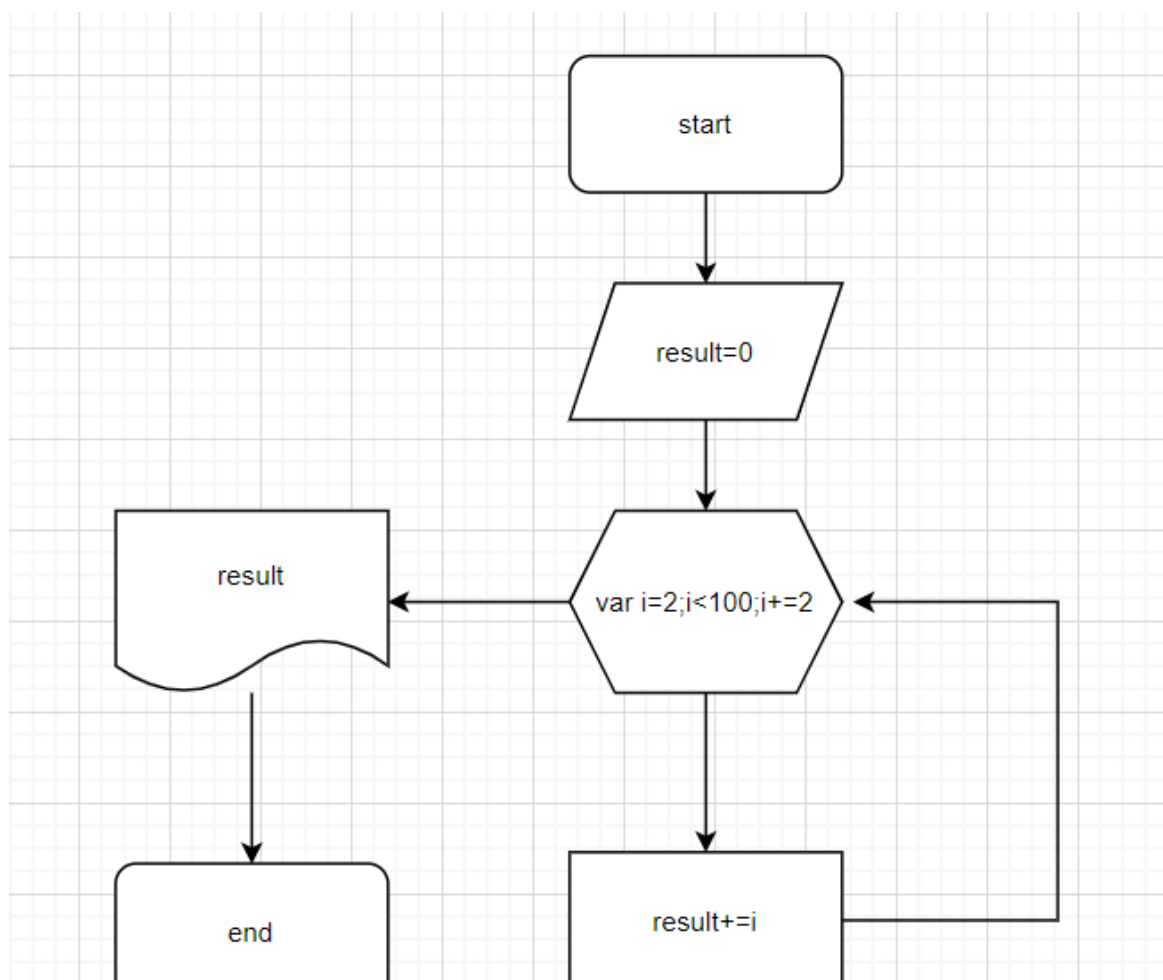 start
result=0
var i=2;i<100;i+=2
result
result+=i
end